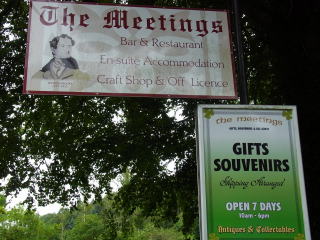 The Meetings
Bar & Restaurant
En-suite Accommodation
Craft Shop & Off Licence
the meetings
GIFTS
SOUVENIRS
Shipping Arranged
OPEN 7 DAYS
10am - 6pm
Antiques & Collectables